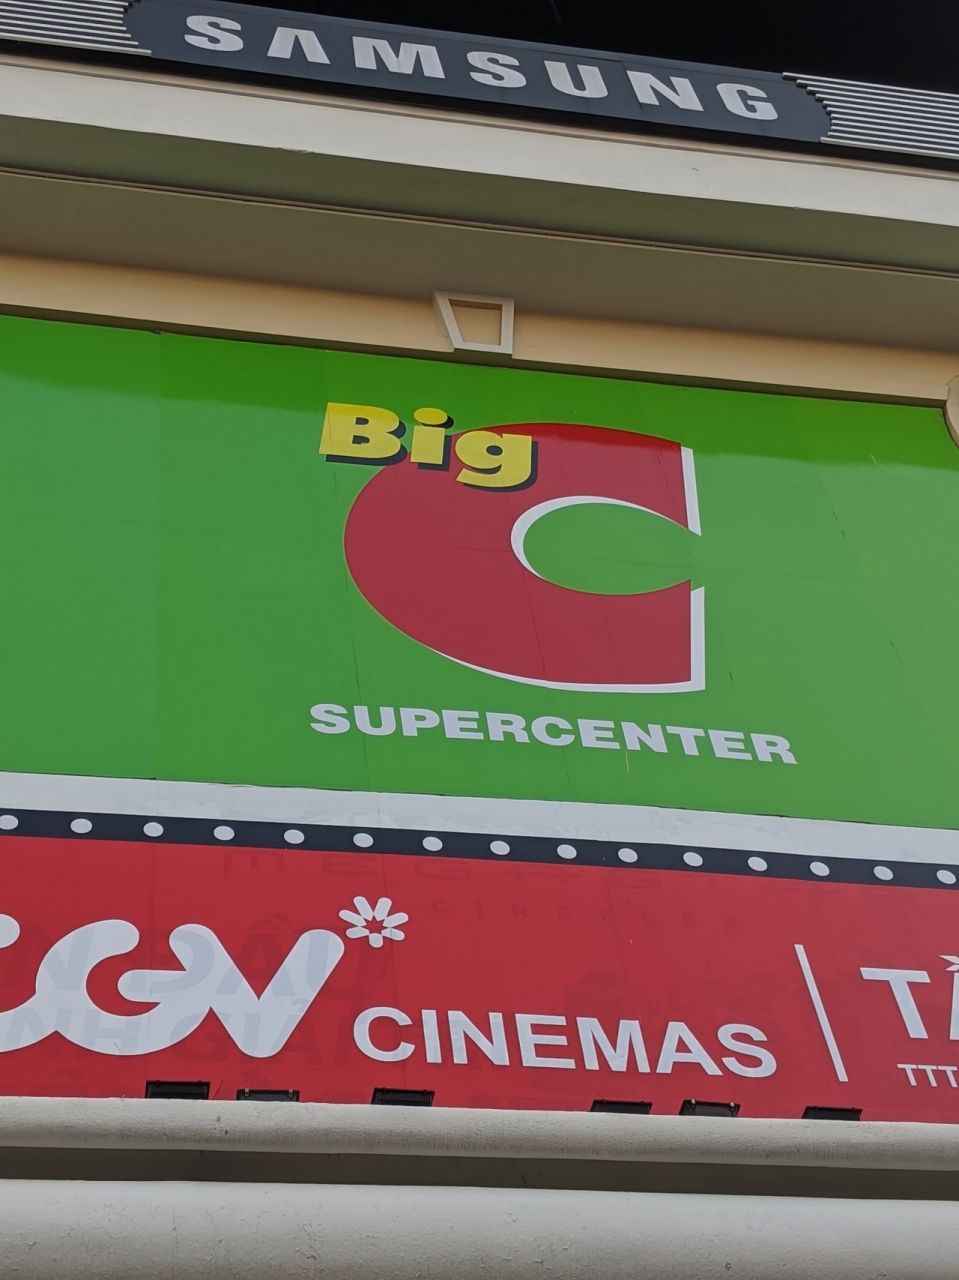 SAMSUNG
Big C
SUPERCENTER
CGV CINEMAS